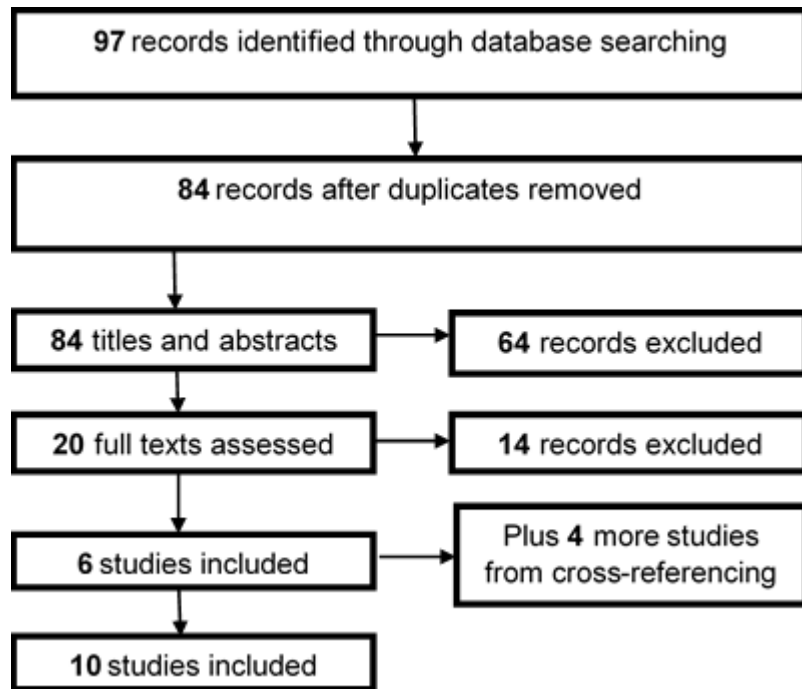 97 records identified through database searching
84 records after duplicates removed
84 titles and abstracts
64 records excluded
20 full texts assessed
14 records excluded
6 studies included
Plus 4 more studies
from cross-referencing
10 studies included